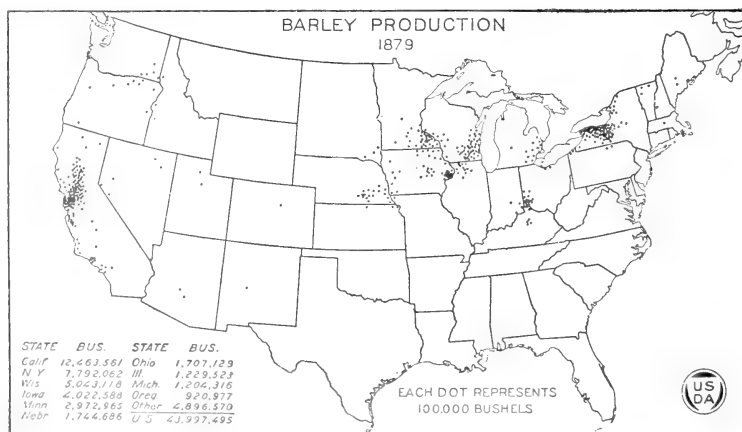 BARLEY PRODUCTION
1879
STATE BUS. STATE BUS.
Calif 12,463,561 Ohio 1,707,129
N Y 7,792,062 Ill. 1,229,523
Wis 5,043,118 Mich. 1,204,316
Iowa 4,022,588 Oreg 920,977
Minn 2,972,965 Other 4,896,570
Nebr 1,744,686 U S 43,997,495
EACH DOT REPRESENTS
100,000 BUSHELS
US
DA